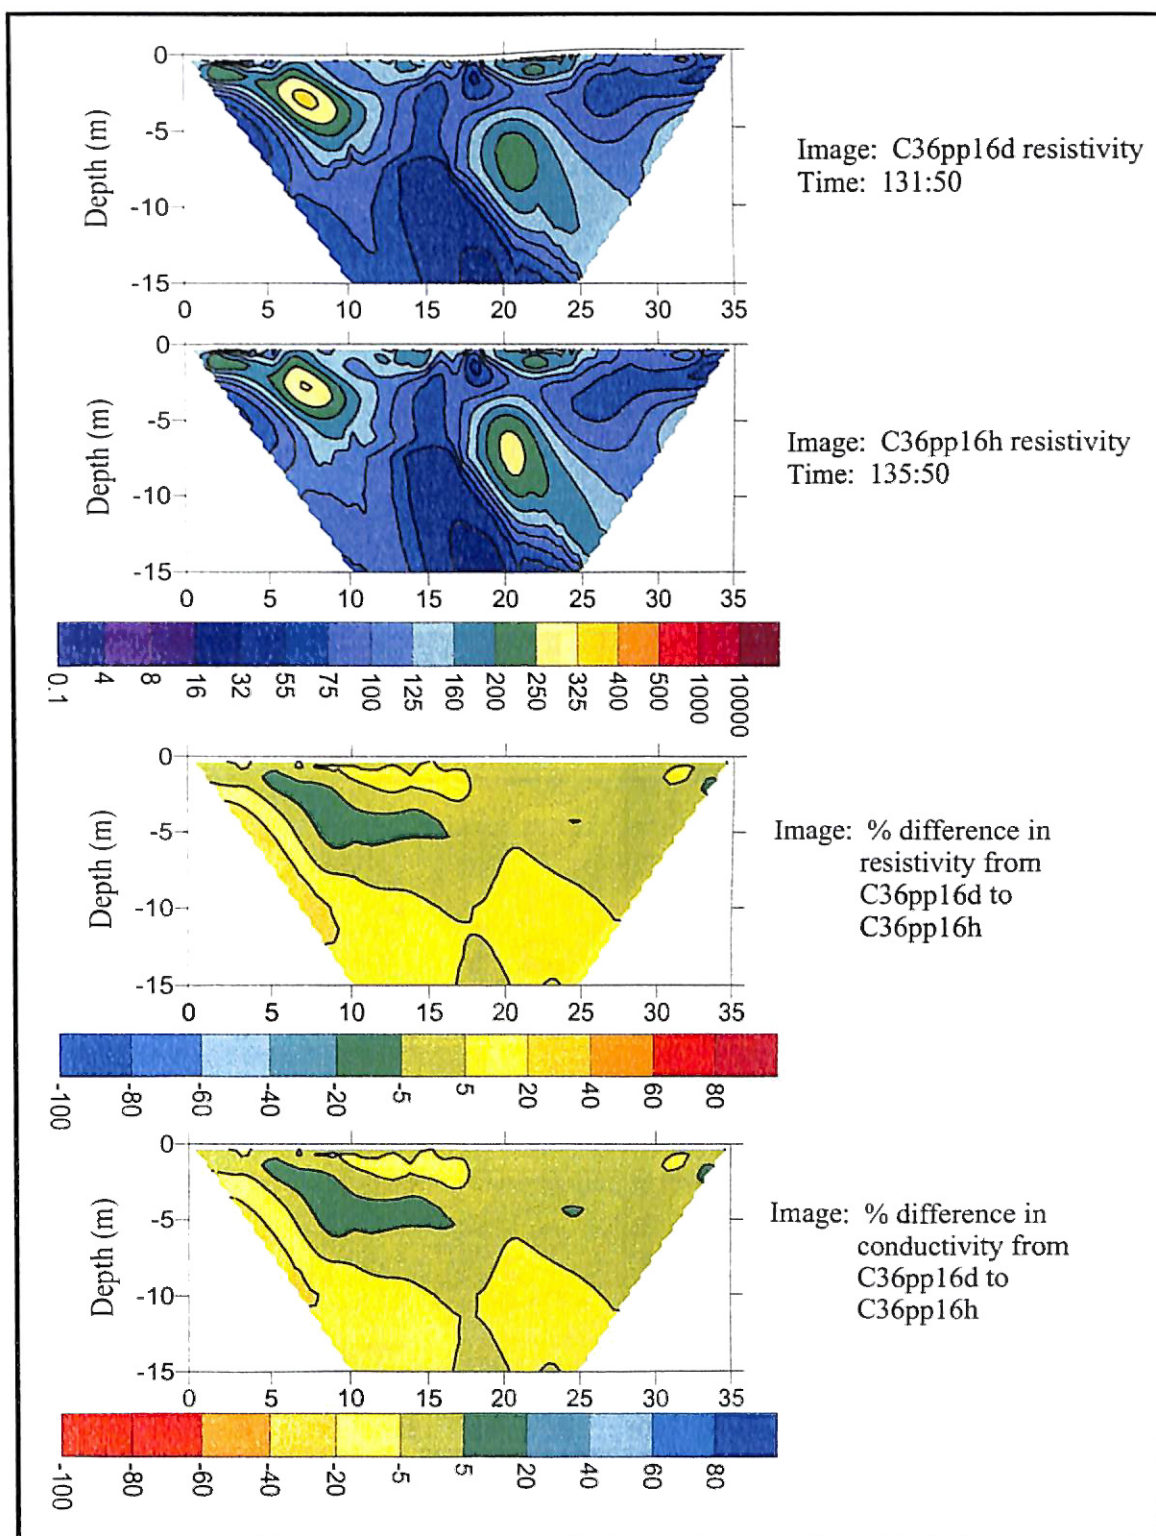 0
-5
-10
-15
Depth (m)
0 5 10 15 20 25 30 35
Image: C36pp16d resistivity
Time: 131:50
0
-5
-10
-15
Depth (m)
0 5 10 15 20 25 30 35
Image: C36pp16h resistivity
Time: 135:50
0.1 4 8 16 32 55 75 100 125 160 200 250 325 400 500 1000 10000
0
-5
-10
-15
Depth (m)
0 5 10 15 20 25 30 35
Image: % difference in
resistivity from
C36pp16d to
C36pp16h
-100 -80 -60 -40 -20 -5 5 20 40 60 80
0
-5
-10
-15
Depth (m)
0 5 10 15 20 25 30 35
Image: % difference in
conductivity from
C36pp16d to
C36pp16h
-100 -80 -60 -40 -20 -5 5 20 40 60 80